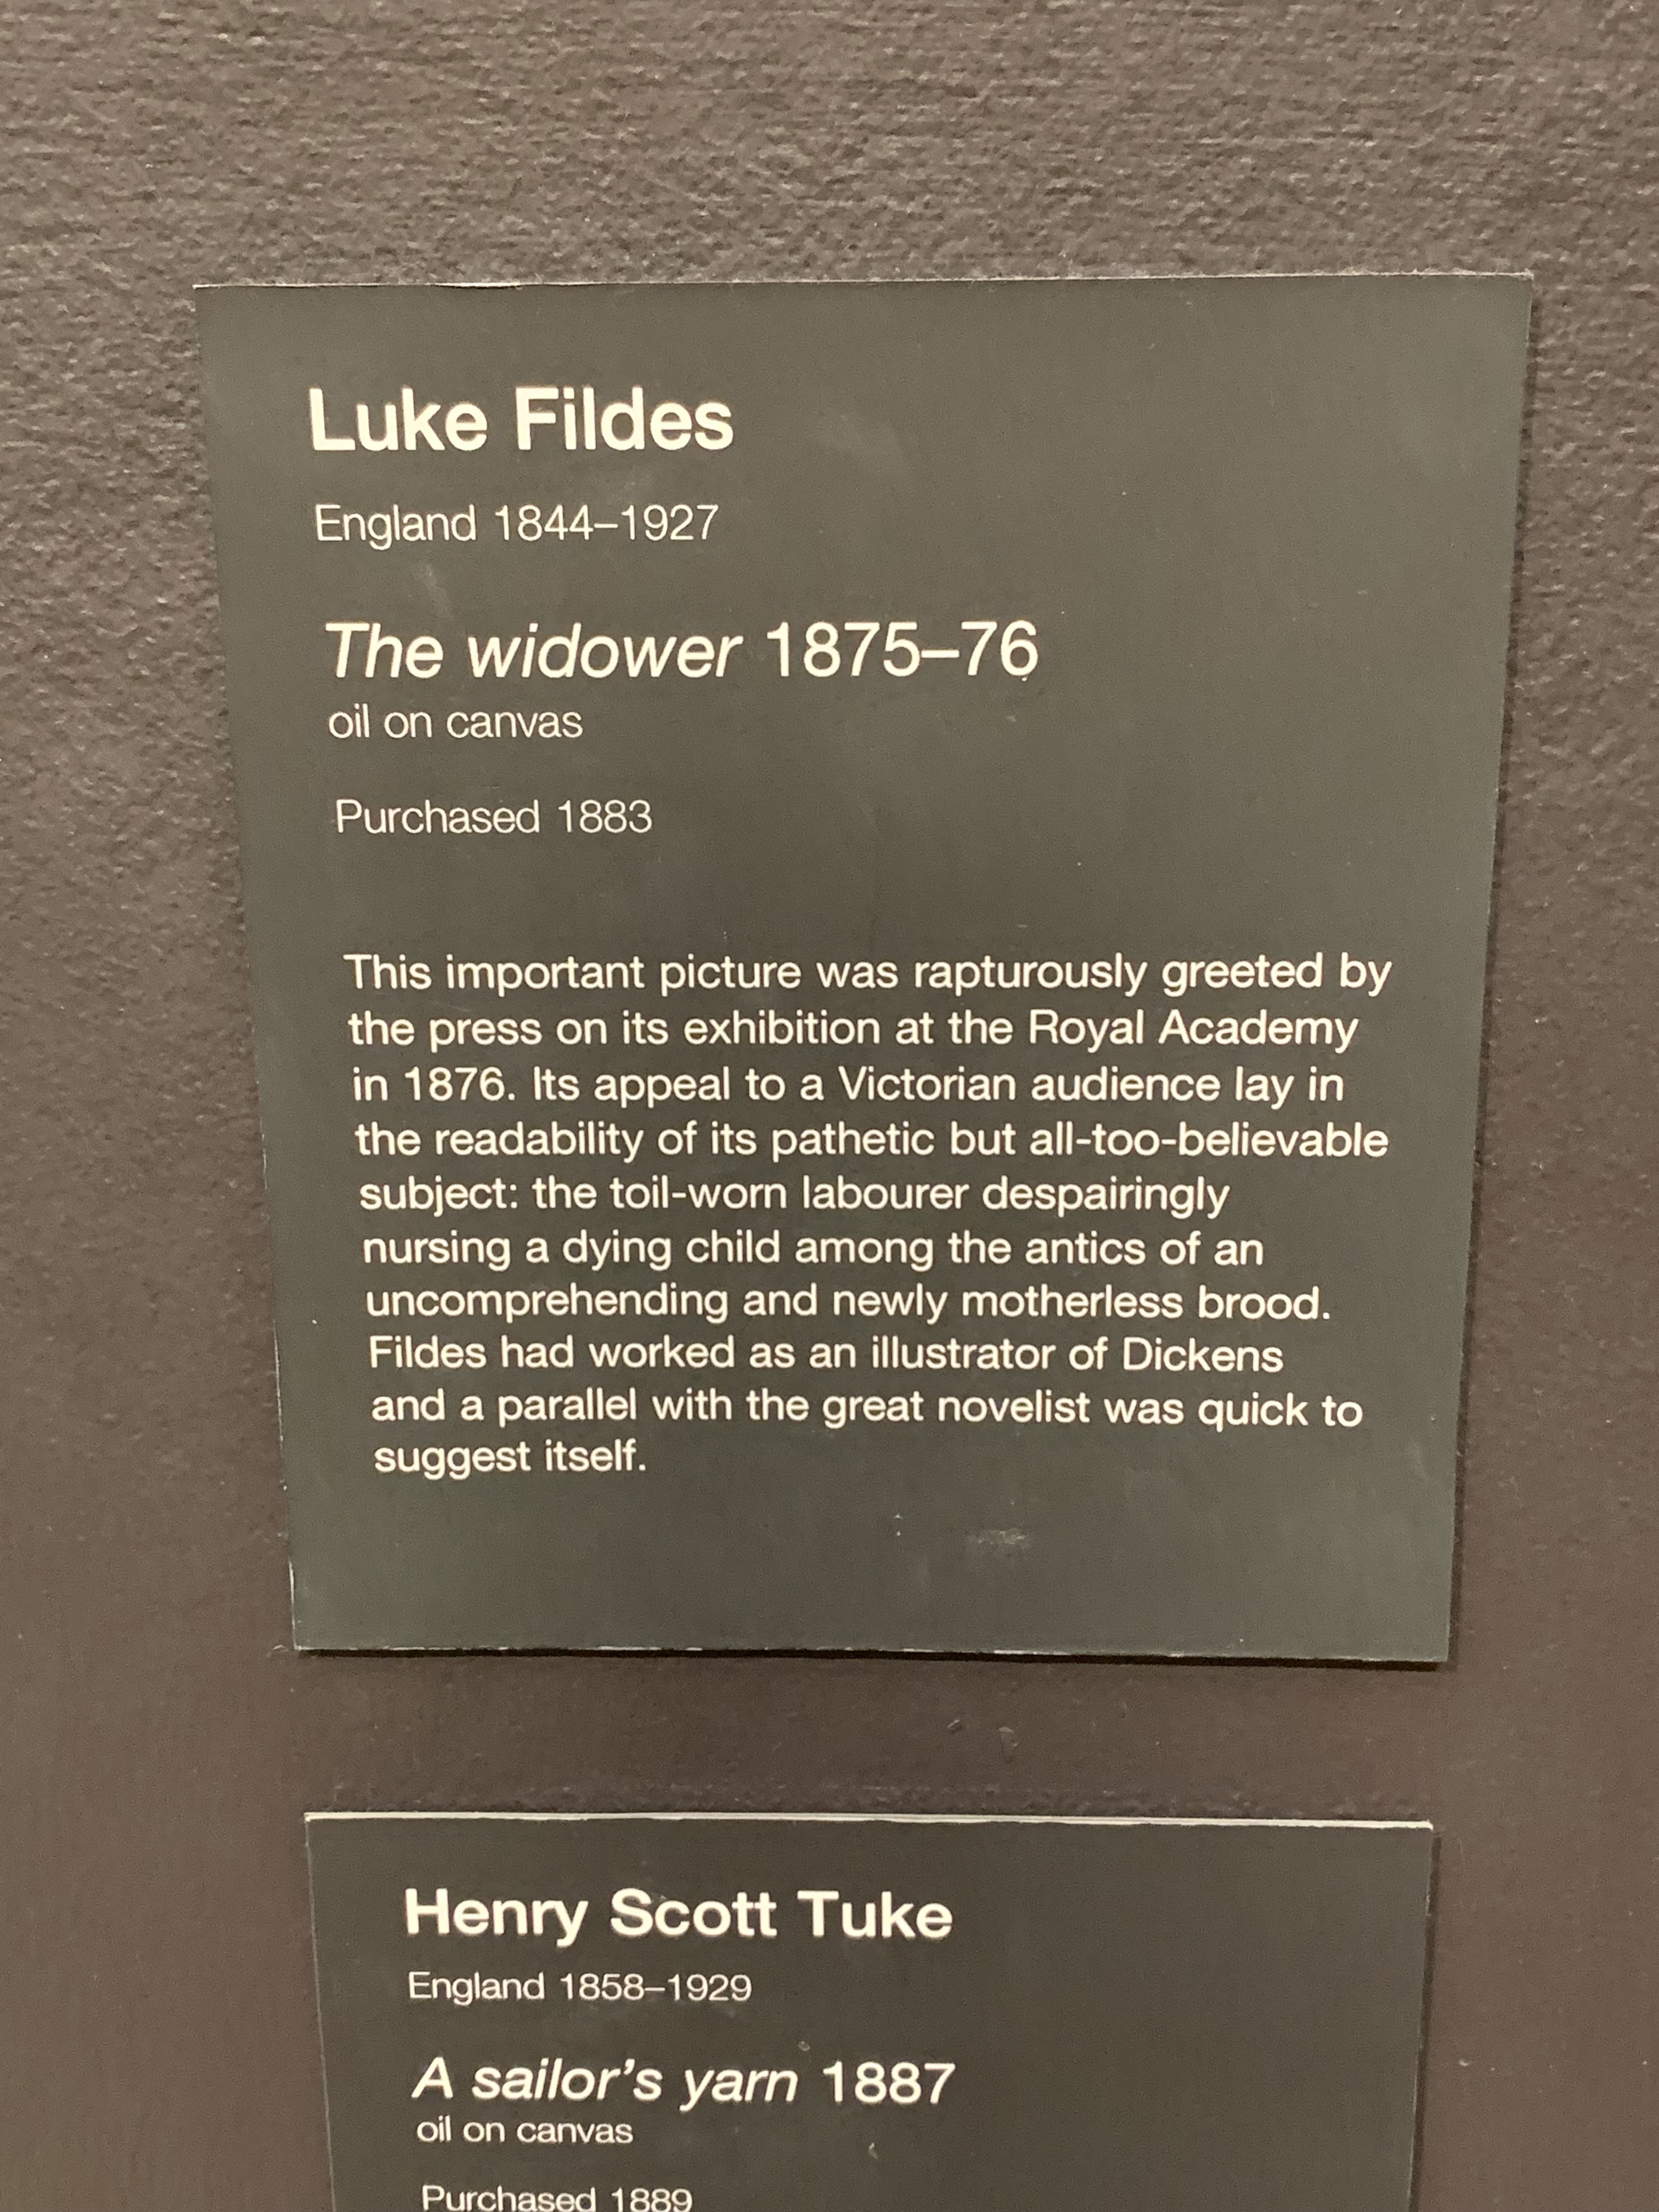 Luke Fildes
England 1844–1927
The widower 1875–76
oil on canvas
Purchased 1883
This important picture was rapturously greeted by
the press on its exhibition at the Royal Academy
in 1876. Its appeal to a Victorian audience lay in
the readability of its pathetic but all-too-believable
subject: the toil-worn labourer despairingly
nursing a dying child among the antics of an
uncomprehending and newly motherless brood.
Fildes had worked as an illustrator of Dickens
and a parallel with the great novelist was quick to
suggest itself.
Henry Scott Tuke
England 1858–1929
A sailor’s yarn 1887
oil on canvas
Purchased 1889